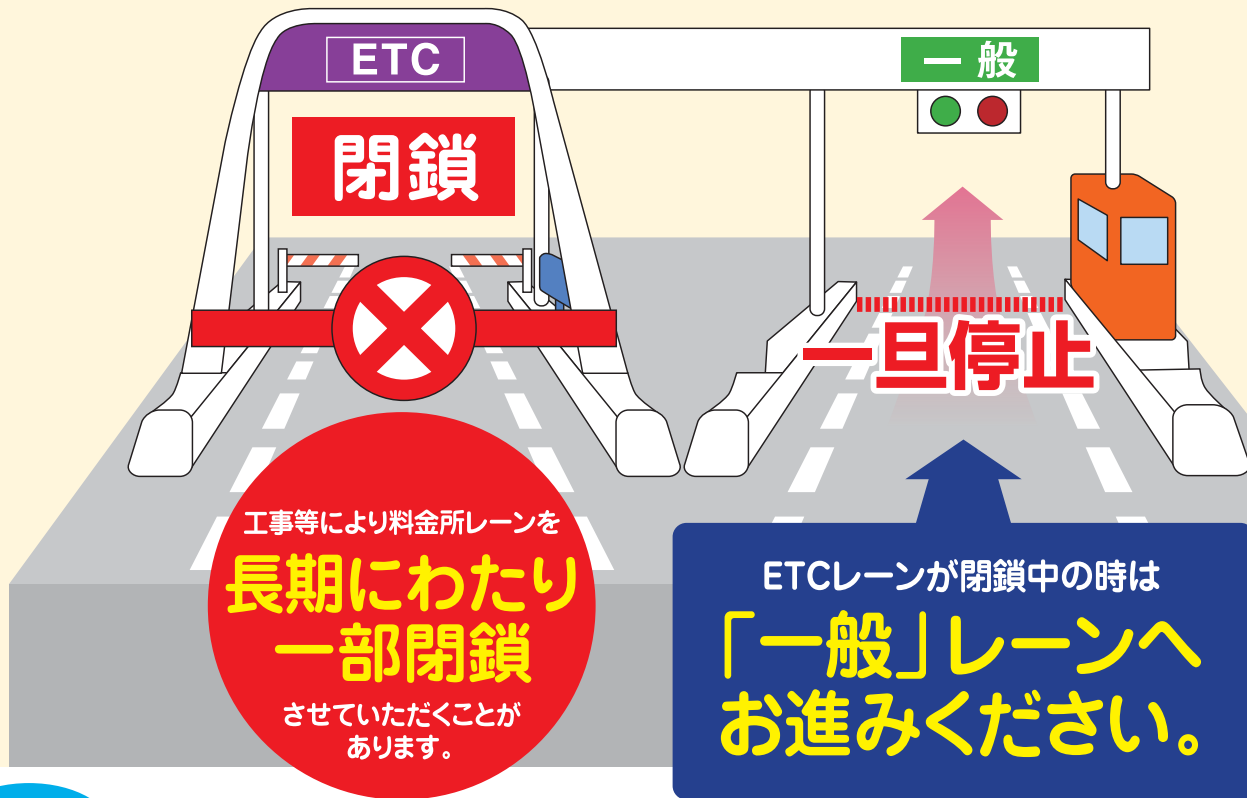 ETC
一般
閉鎖
一旦停止
工事等により料金所レーンを
長期にわたり
一部閉鎖
させていただくことが
あります。
ETCレーンが閉鎖中の時は
「一般」レーンへ
お進みください。